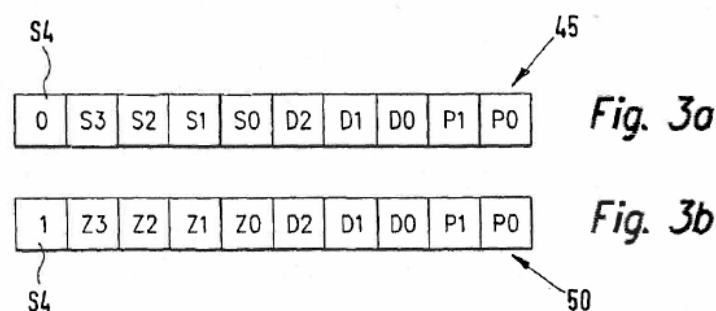 S4
45
0 S3 S2 S1 S0 D2 D1 D0 P1 P0
Fig. 3a
1 Z3 Z2 Z1 Z0 D2 D1 D0 P1 P0
Fig. 3b
S4
50